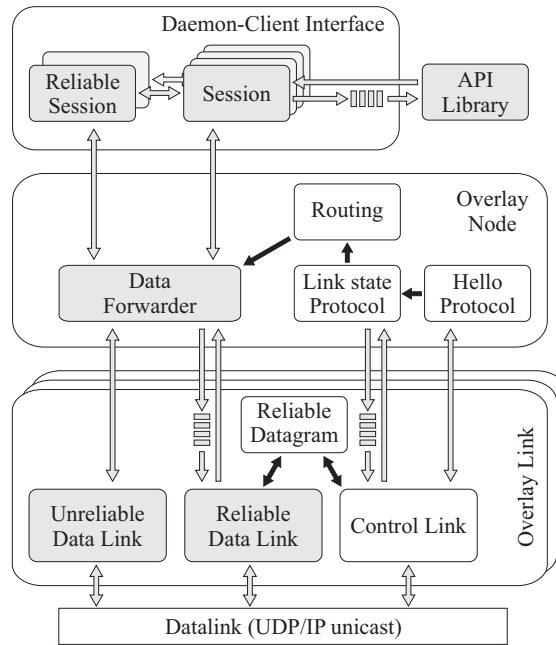 Daemon-Client Interface
Reliable
Session
Session
API
Library
Overlay
Node
Routing
Data
Forwarder
Link state
Protocol
Hello
Protocol
Reliable
Datagram
Unreliable
Data Link
Reliable
Data Link
Control Link
Overlay Link
Datalink (UDP/IP unicast)